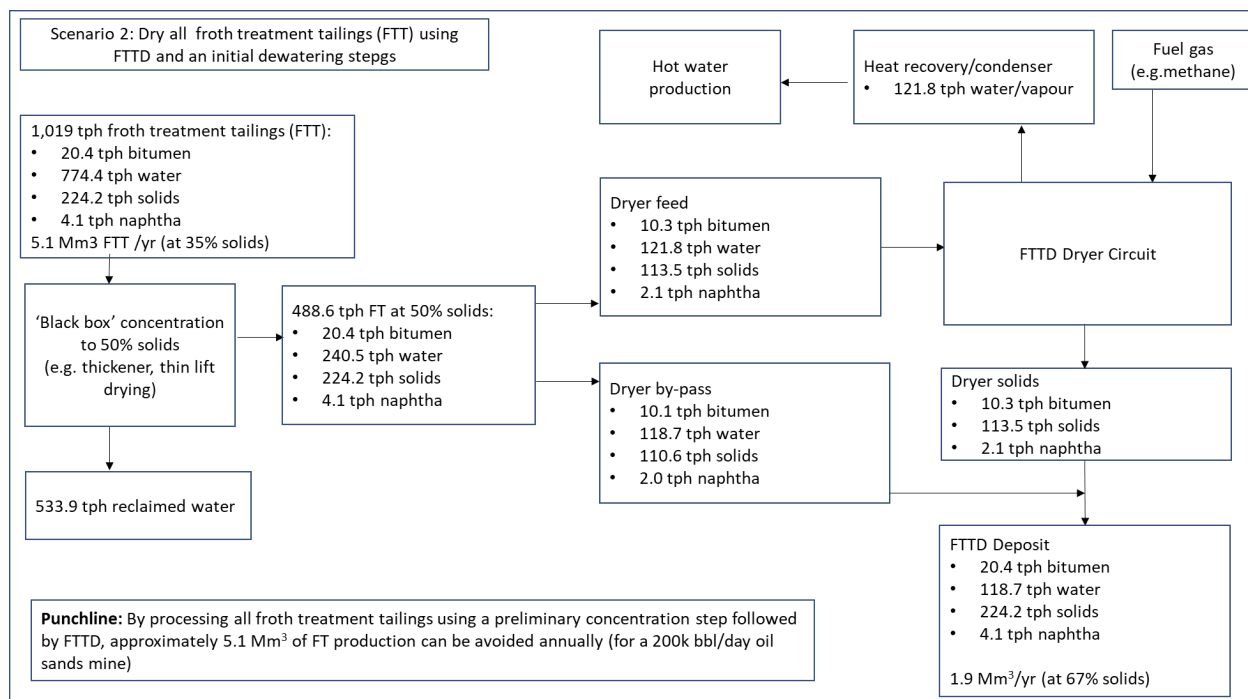 Scenario 2: Dry all froth treatment tailings (FTT) using
FTTD and an initial dewatering stepgs
Hot water
production
Heat recovery/condenser
• 121.8 tph water/vapour
Fuel gas
(e.g.methane)
1,019 tph froth treatment tailings (FTT):
• 20.4 tph bitumen
• 774.4 tph water
• 224.2 tph solids
• 4.1 tph naphtha
5.1 Mm3 FTT /yr (at 35% solids)
'Black box' concentration
to 50% solids
(e.g. thickener, thin lift
drying)
533.9 tph reclaimed water
488.6 tph FT at 50% solids:
• 20.4 tph bitumen
• 240.5 tph water
• 224.2 tph solids
• 4.1 tph naphtha
Dryer feed
• 10.3 tph bitumen
• 121.8 tph water
• 113.5 tph solids
• 2.1 tph naphtha
Dryer by-pass
• 10.1 tph bitumen
• 118.7 tph water
• 110.6 tph solids
• 2.0 tph naphtha
FTTD Dryer Circuit
Dryer solids
• 10.3 tph bitumen
• 113.5 tph solids
• 2.1 tph naphtha
FTTD Deposit
• 20.4 tph bitumen
• 118.7 tph water
• 224.2 tph solids
• 4.1 tph naphtha
1.9 Mm³/yr (at 67% solids)
Punchline: By processing all froth treatment tailings using a preliminary concentration step followed
by FTTD, approximately 5.1 Mm³ of FT production can be avoided annually (for a 200k bbl/day oil
sands mine)